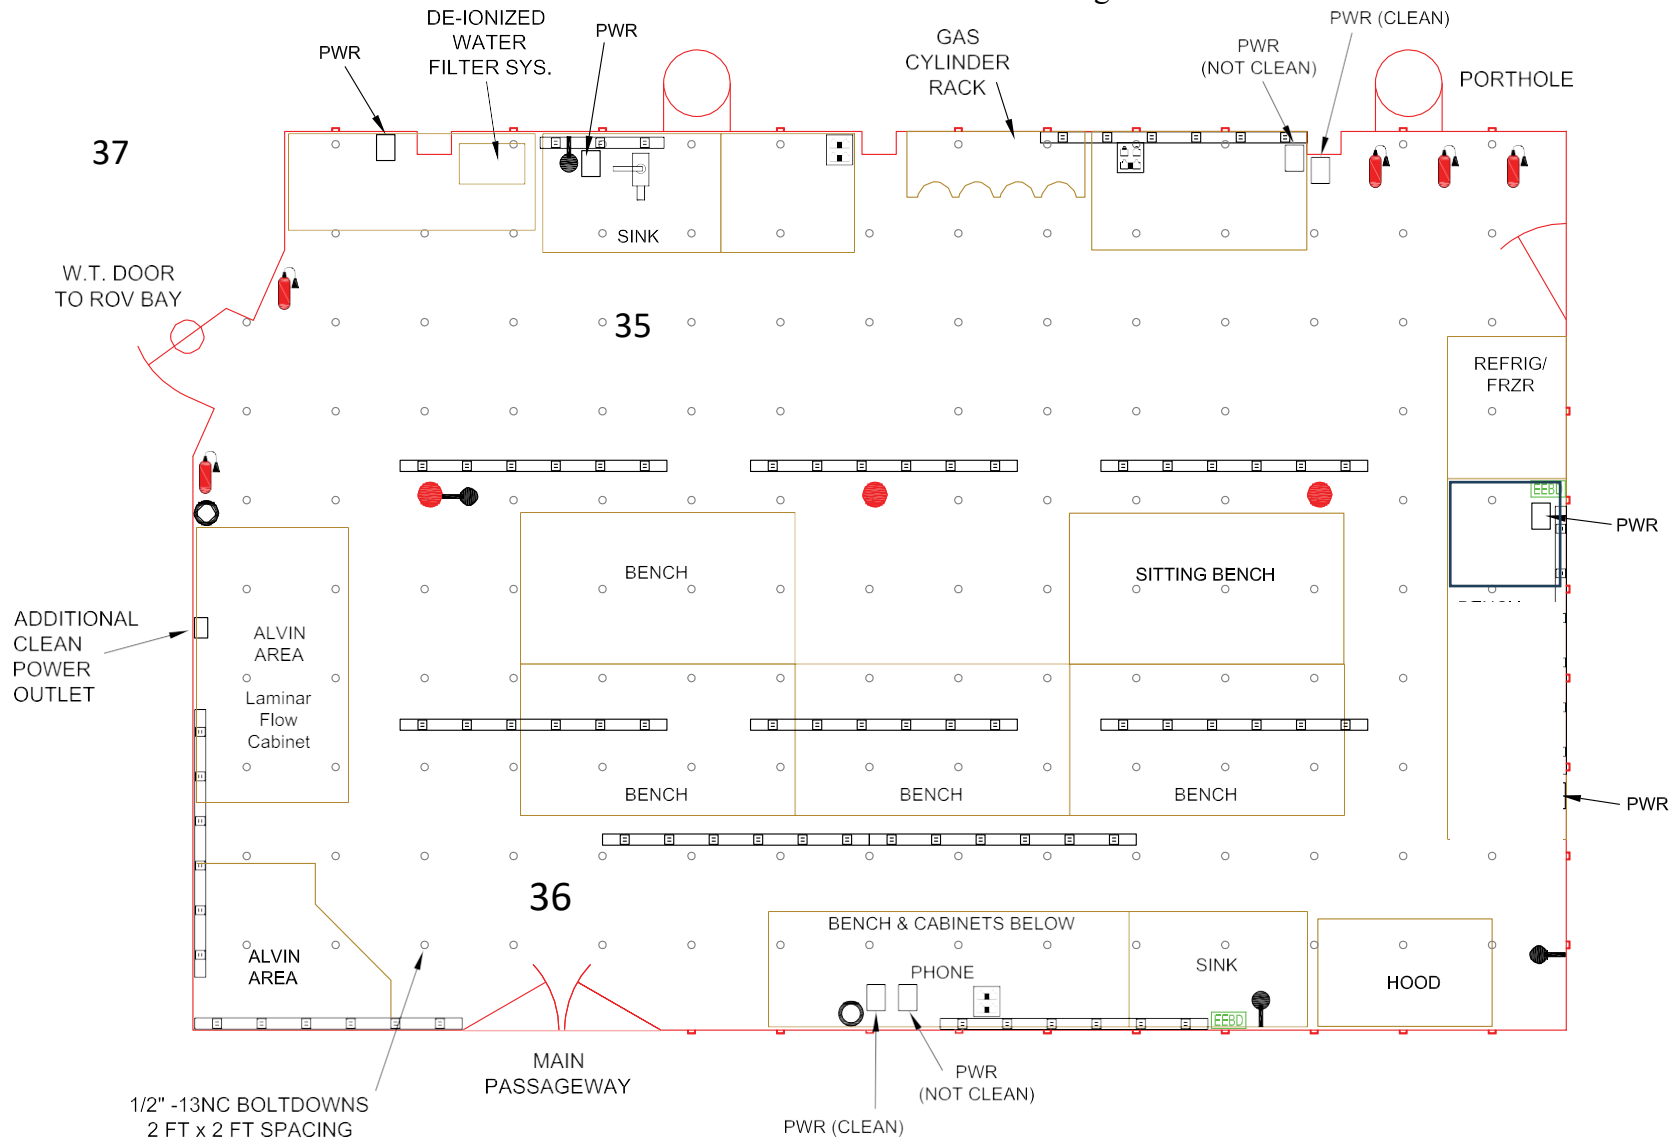 DE-IONIZED
WATER
FILTER SYS.
PWR
PWR
GAS
CYLINDER
RACK
PWR
(NOT CLEAN)
PWR (CLEAN)
PORTHOLE
37
SINK
W.T. DOOR
TO ROV BAY
35
REFRIG/
FRZR
EEBD
PWR
BENCH
SITTING BENCH
ADDITIONAL
CLEAN
POWER
OUTLET
ALVIN
AREA
Laminar
Flow
Cabinet
BENCH
BENCH
BENCH
PWR
36
BENCH & CABINETS BELOW
PHONE
SINK
HOOD
ALVIN
AREA
EEBD
MAIN
PASSAGEWAY
PWR
(NOT CLEAN)
PWR (CLEAN)
1/2" -13NC BOLTDOWNS
2 FT x 2 FT SPACING